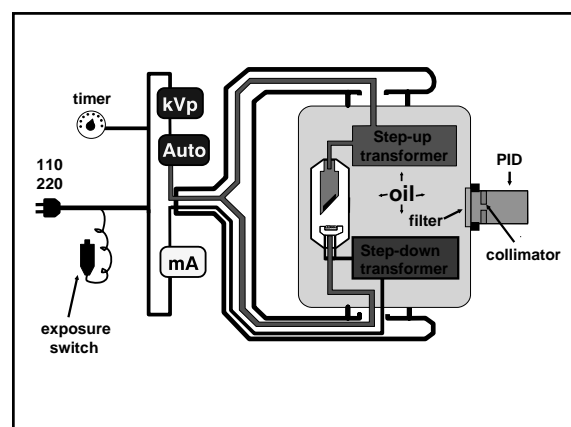 timer
kVp
Auto
110
220
mA
exposure
switch
Step-up
transformer
oil
filter
Step-down
transformer
PID
collimator